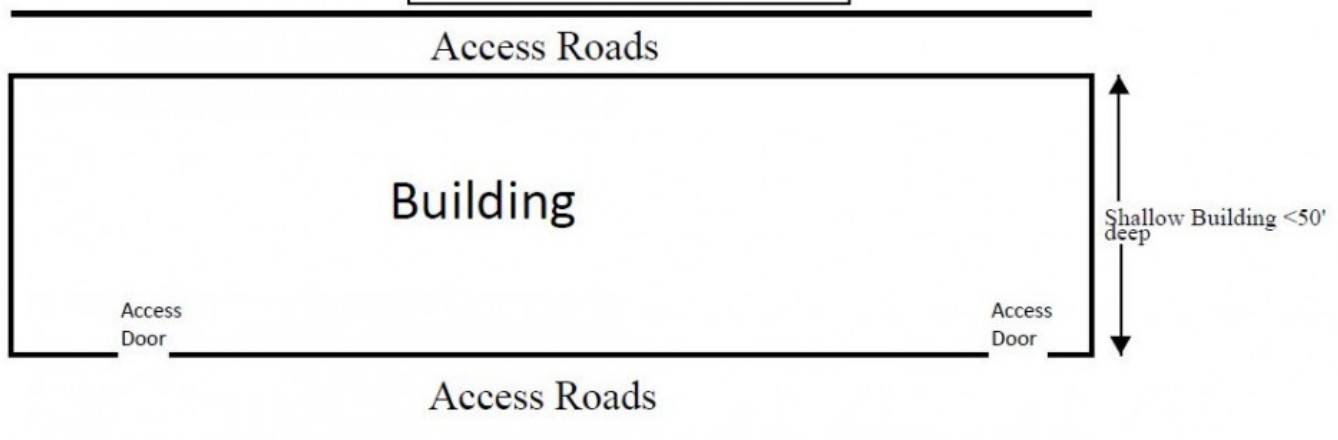 Access Roads
Building
Shallow Building <50'
deep
Access
Door
Access
Door
Access Roads